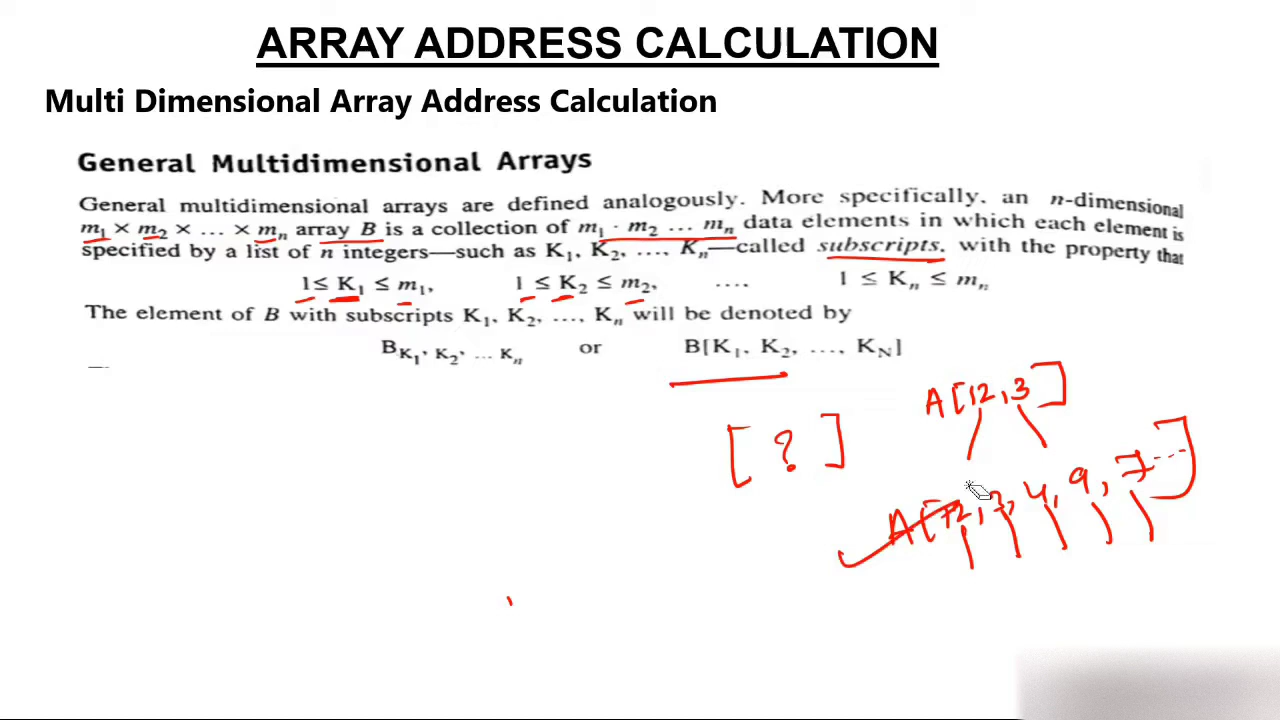 ARRAY ADDRESS CALCULATION
Multi Dimensional Array Address Calculation
General Multidimensional Arrays
General multidimensional arrays are defined analogously. More specifically, an n-dimensional
m₁ × m₂ × ... × mₙ array B is a collection of m₁ · m₂ ... mₙ data elements in which each element is
specified by a list of n integers—such as K₁, K₂, ..., Kₙ—called subscripts, with the property that
1 ≤ K₁ ≤ m₁, 1 ≤ K₂ ≤ m₂, .... 1 ≤ Kₙ ≤ mₙ
The element of B with subscripts K₁, K₂, ..., Kₙ will be denoted by
B K₁, K₂, ... Kₙ or B[K₁, K₂, ..., K_N]
A[12,3]
[ ? ]
A[12, 4, 9, 7---]